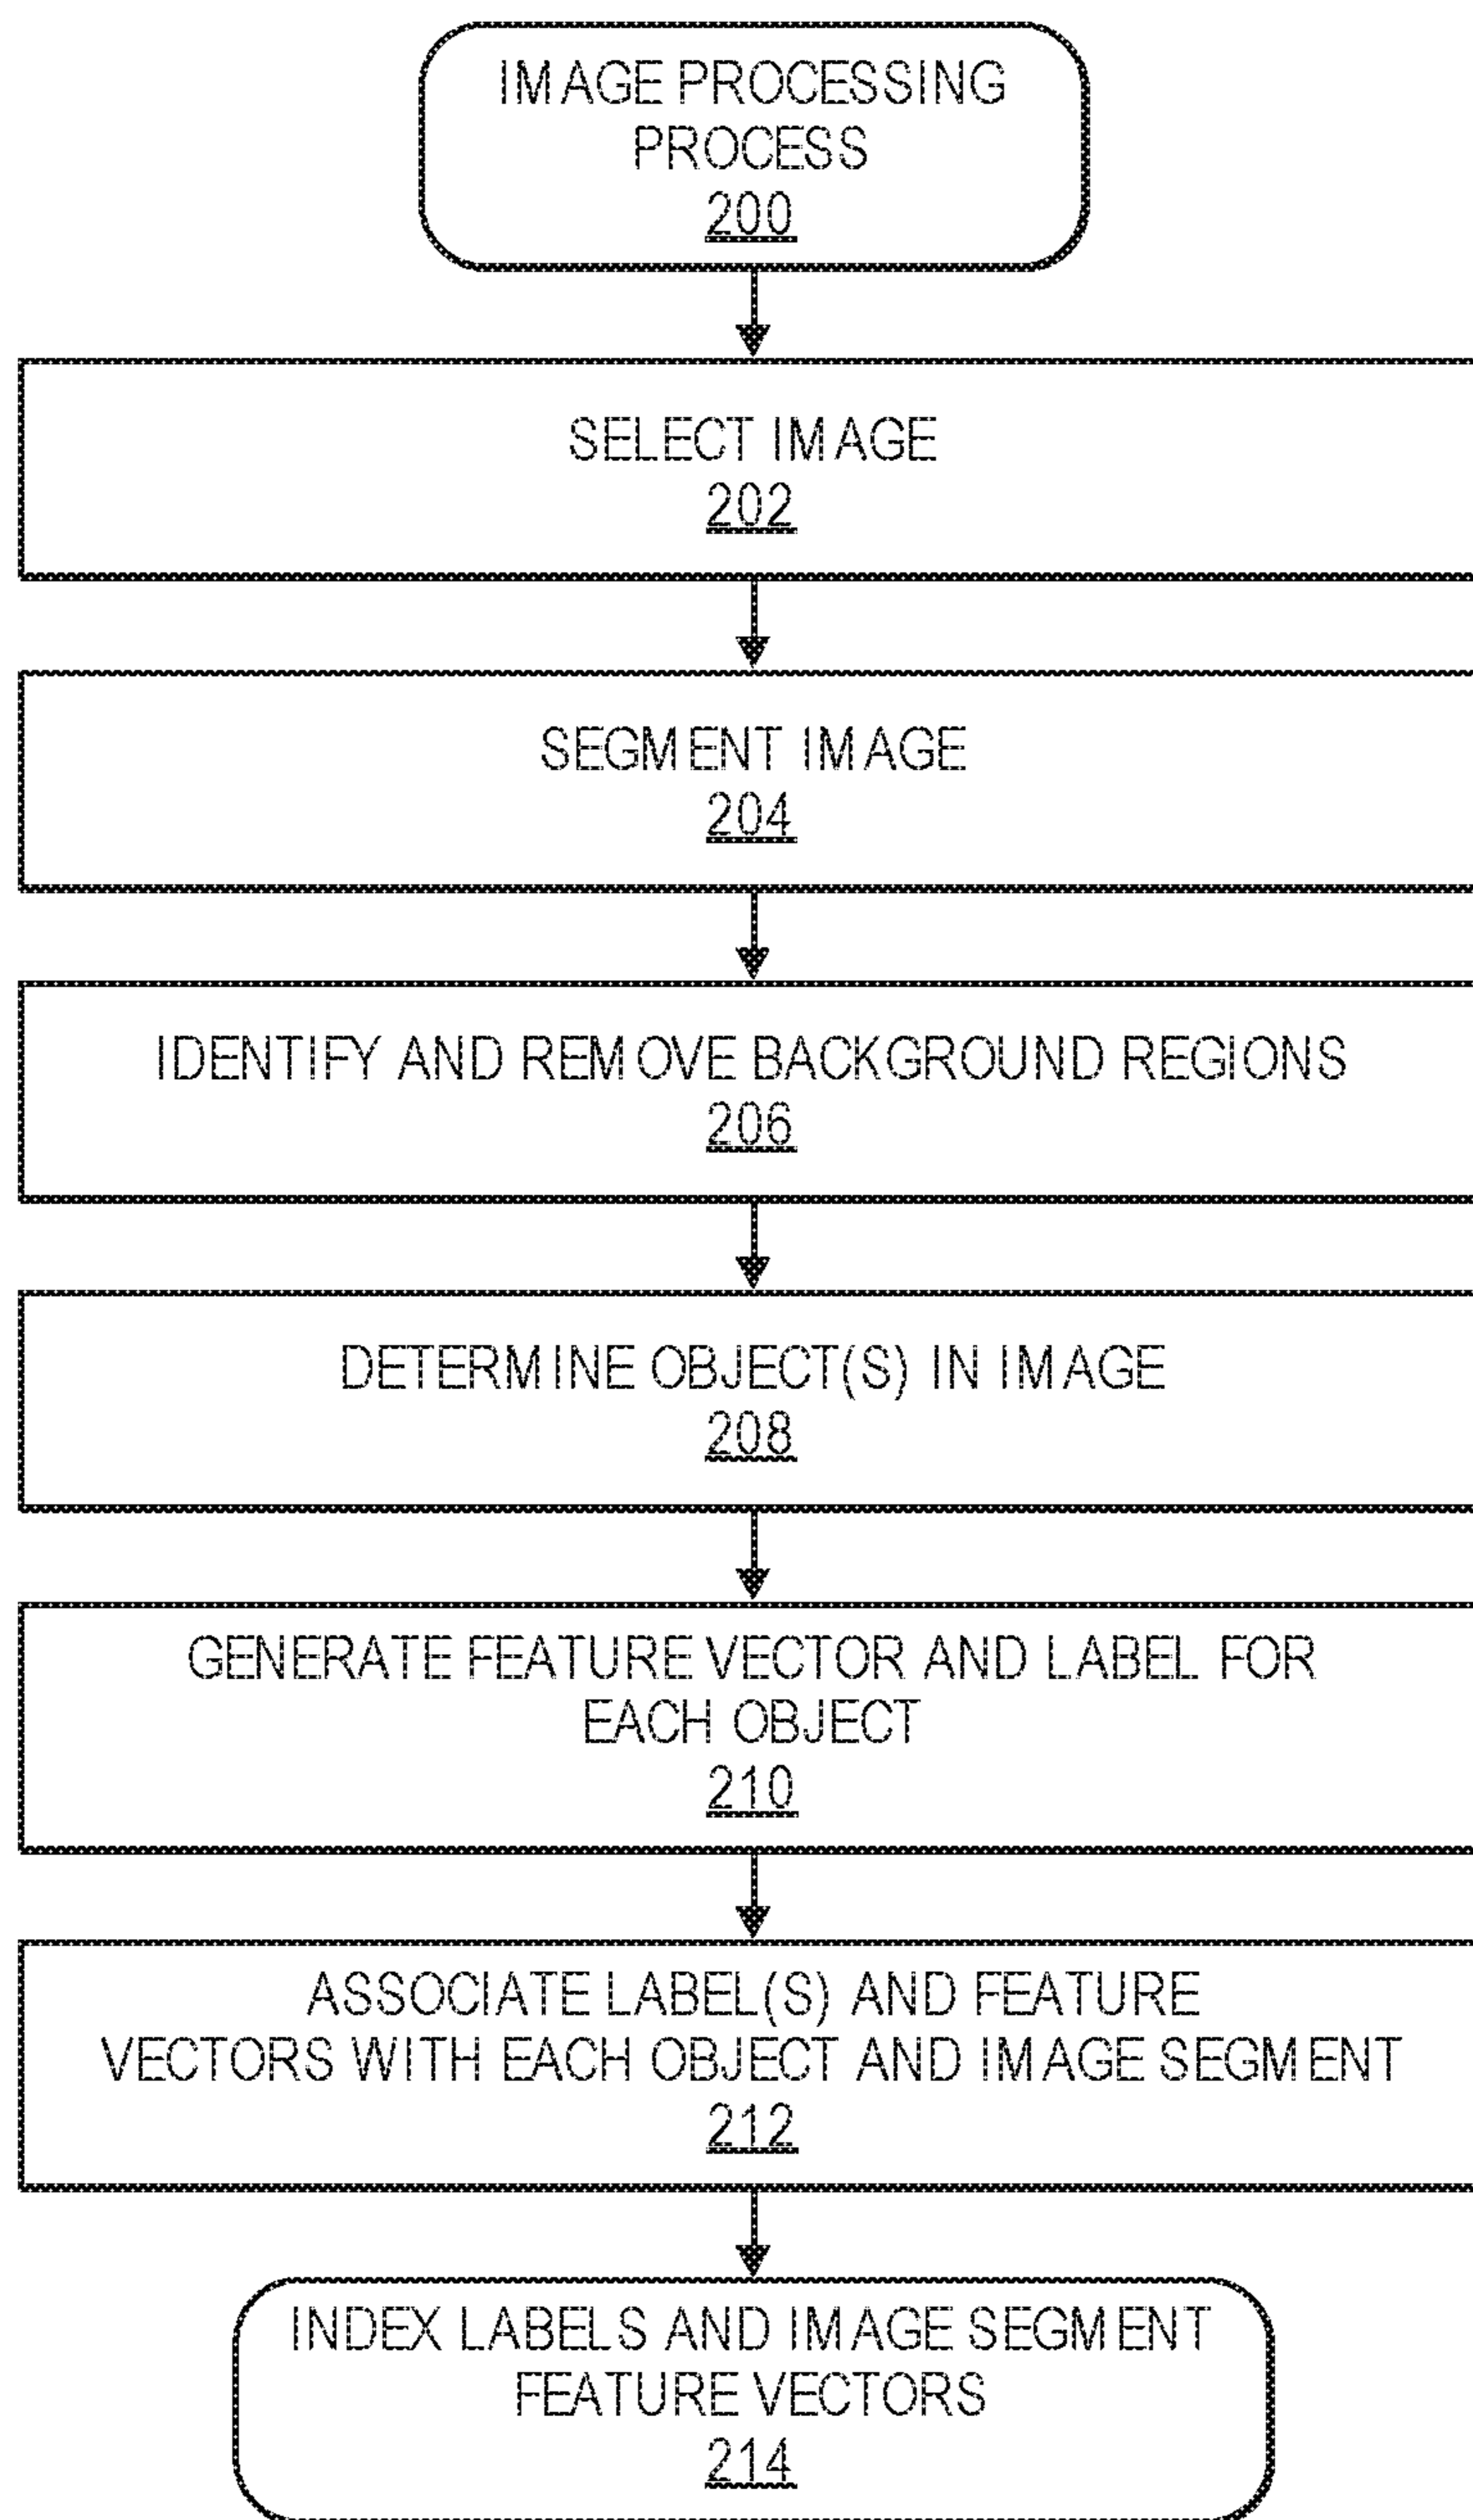 IMAGE PROCESSING
PROCESS
200
SELECT IMAGE
202
SEGMENT IMAGE
204
IDENTIFY AND REMOVE BACKGROUND REGIONS
206
DETERMINE OBJECT(S) IN IMAGE
208
GENERATE FEATURE VECTOR AND LABEL FOR
EACH OBJECT
210
ASSOCIATE LABEL(S) AND FEATURE
VECTORS WITH EACH OBJECT AND IMAGE SEGMENT
212
INDEX LABELS AND IMAGE SEGMENT
FEATURE VECTORS
214